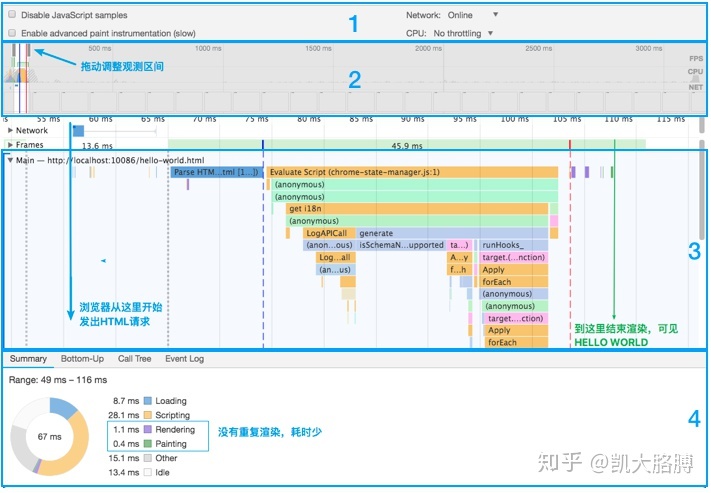 Disable JavaScript samples Network: Online ▼
1
Enable advanced paint instrumentation (slow) CPU: No throttling ▼
500 ms 1000 ms 1500 ms 2000 ms 2500 ms 3000 ms
FPS
拖动调整观测区间
CPU
2
NET
55 ms 60 ms 65 ms 70 ms 75 ms 80 ms 85 ms 90 ms 95 ms 100 ms 105 ms 110 ms 115 ms
▶ Network
▶ Frames 13.6 ms 45.9 ms
▼ Main — http://localhost:10086/hello-world.html
Parse HTM...tml [1...]) Evaluate Script (chrome-state-manager.js:1)
(anonymous)
(anonymous)
get i18n
(anonymous)
LogAPICall generate
(anon...ous) isSchemaN...upported ta...) runHooks_
3
Log...all A...y target.(...nction)
(an...us) f...h Apply
forEach
(anonymous)
target....ction)
Apply
forEach
浏览器从这里开始
发出HTML请求
到这里结束渲染，可见
HELLO WORLD
Summary Bottom-Up Call Tree Event Log
Range: 49 ms – 116 ms
67 ms
8.7 ms Loading
28.1 ms Scripting
1.1 ms Rendering
0.4 ms Painting
15.1 ms Other
13.4 ms Idle
没有重复渲染，耗时少
4
知乎 @凯大胳膊